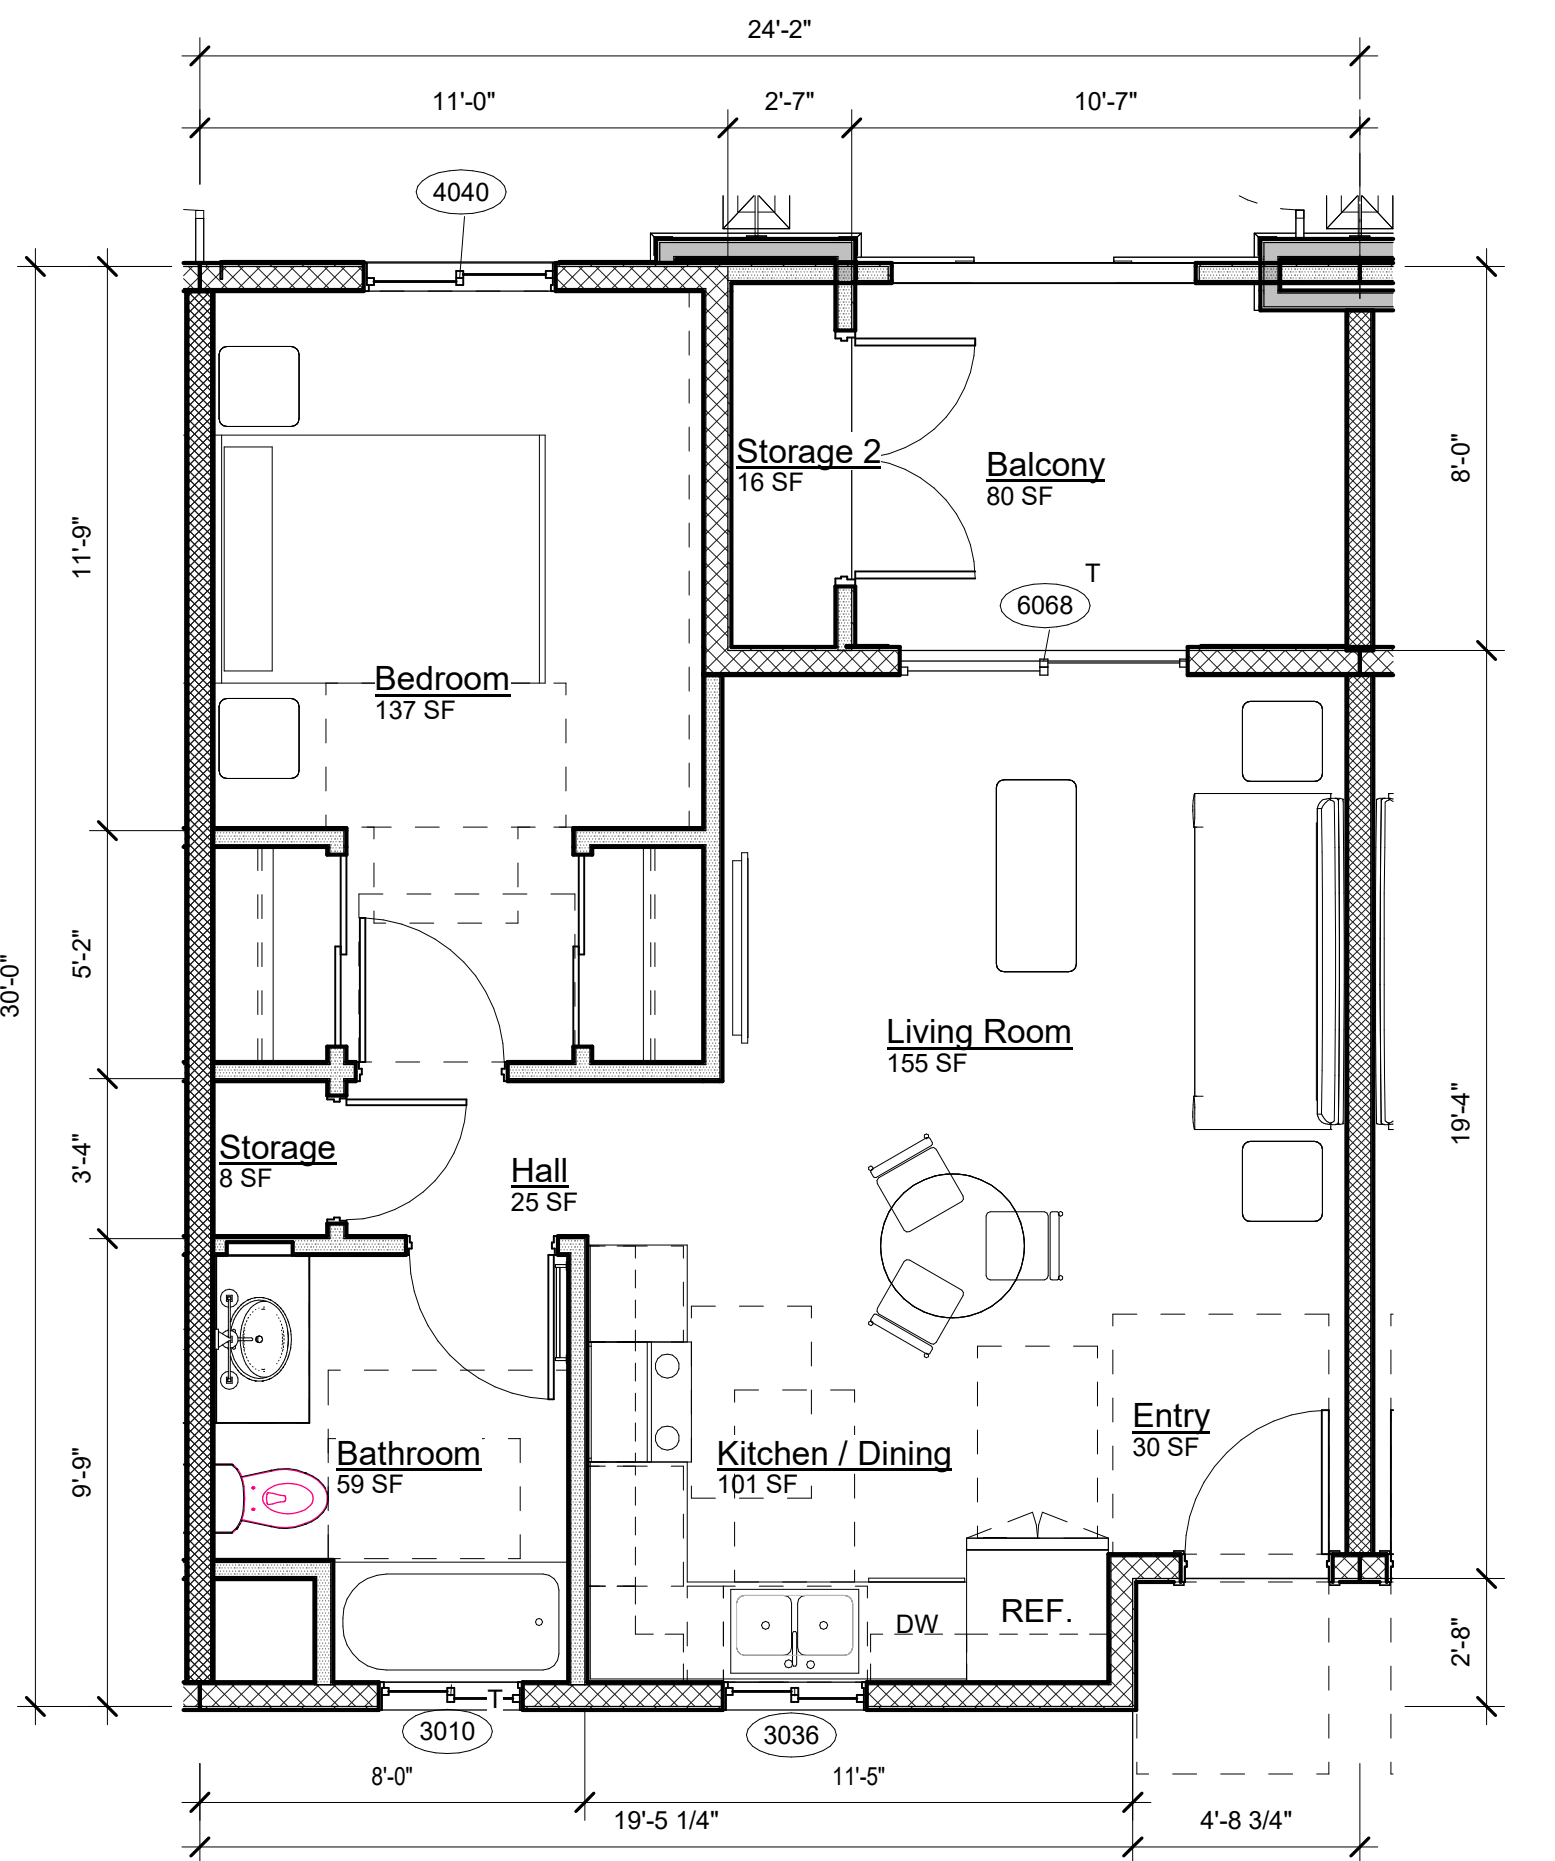 24'-2"
11'-0"
2'-7"
10'-7"
4040
Storage 2
16 SF
Balcony
80 SF
8'-0"
11'-9"
T
6068
Bedroom
137 SF
5'-2"
30'-0"
Living Room
155 SF
19'-4"
3'-4"
Storage
8 SF
Hall
25 SF
Entry
30 SF
9'-9"
Bathroom
59 SF
Kitchen / Dining
101 SF
DW
REF.
2'-8"
T
3010
3036
8'-0"
11'-5"
19'-5 1/4"
4'-8 3/4"